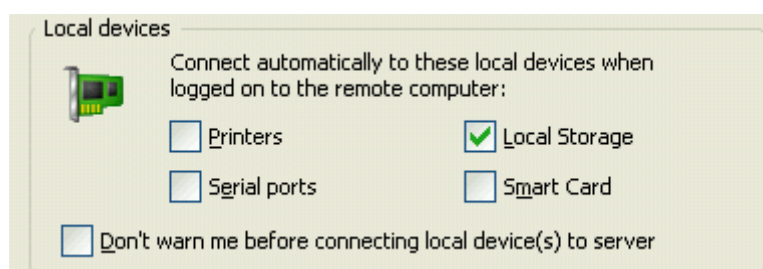 Local devices
Connect automatically to these local devices when
logged on to the remote computer:
Printers
Local Storage
Serial ports
Smart Card
Don't warn me before connecting local device(s) to server